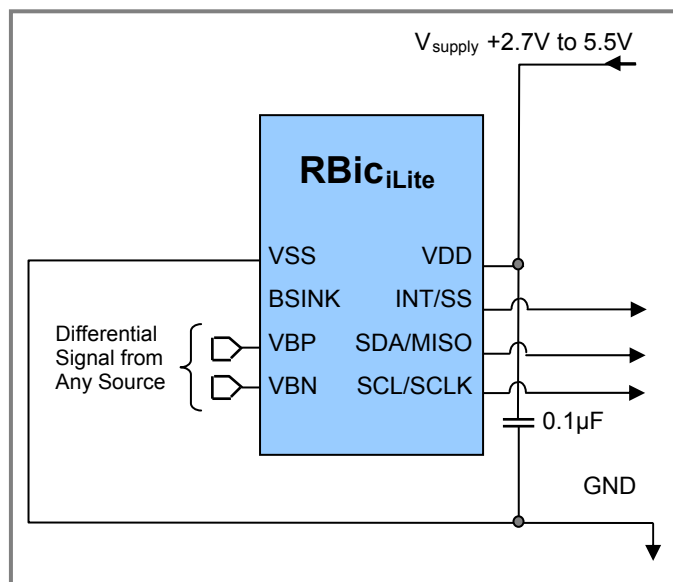 Vsupply +2.7V to 5.5V
RBiciLite
VSS VDD
BSINK INT/SS
Differential
Signal from
Any Source
VBP SDA/MISO
VBN SCL/SCLK
0.1µF
GND